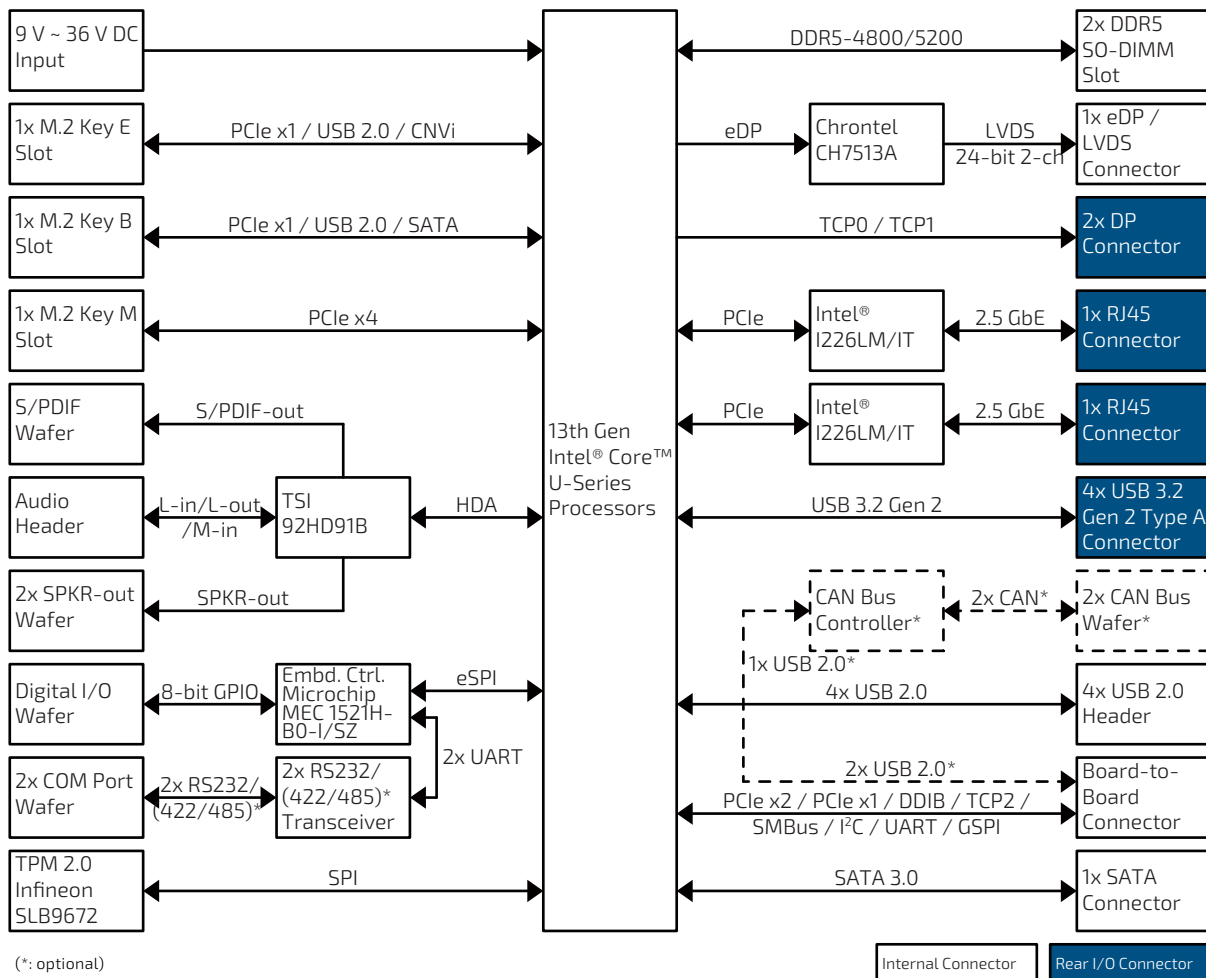 9 V ~ 36 V DC
Input
DDR5-4800/5200
2x DDR5
SO-DIMM
Slot
1x M.2 Key E
Slot
PCIe x1 / USB 2.0 / CNVi
eDP
Chrontel
CH7513A
LVDS
24-bit 2-ch
1x eDP /
LVDS
Connector
1x M.2 Key B
Slot
PCIe x1 / USB 2.0 / SATA
TCP0 / TCP1
2x DP
Connector
1x M.2 Key M
Slot
PCIe x4
PCIe
Intel®
I226LM/IT
2.5 GbE
1x RJ45
Connector
S/PDIF
Wafer
S/PDIF-out
PCIe
Intel®
I226LM/IT
2.5 GbE
1x RJ45
Connector
13th Gen
Intel® Core™
U-Series
Processors
Audio
Header
L-in/L-out
/M-in
TSI
92HD91B
HDA
USB 3.2 Gen 2
4x USB 3.2
Gen 2 Type A
Connector
2x SPKR-out
Wafer
SPKR-out
CAN Bus
Controller*
2x CAN*
2x CAN Bus
Wafer*
1x USB 2.0*
Digital I/O
Wafer
8-bit GPIO
Embd. Ctrl.
Microchip
MEC 1521H-
B0-I/SZ
eSPI
4x USB 2.0
4x USB 2.0
Header
2x UART
2x COM Port
Wafer
2x RS232/
(422/485)*
2x RS232/
(422/485)*
Transceiver
2x USB 2.0*
PCIe x2 / PCIe x1 / DDIB / TCP2 /
SMBus / I²C / UART / GSPI
Board-to-
Board
Connector
TPM 2.0
Infineon
SLB9672
SPI
SATA 3.0
1x SATA
Connector
(*: optional)
Internal Connector
Rear I/O Connector